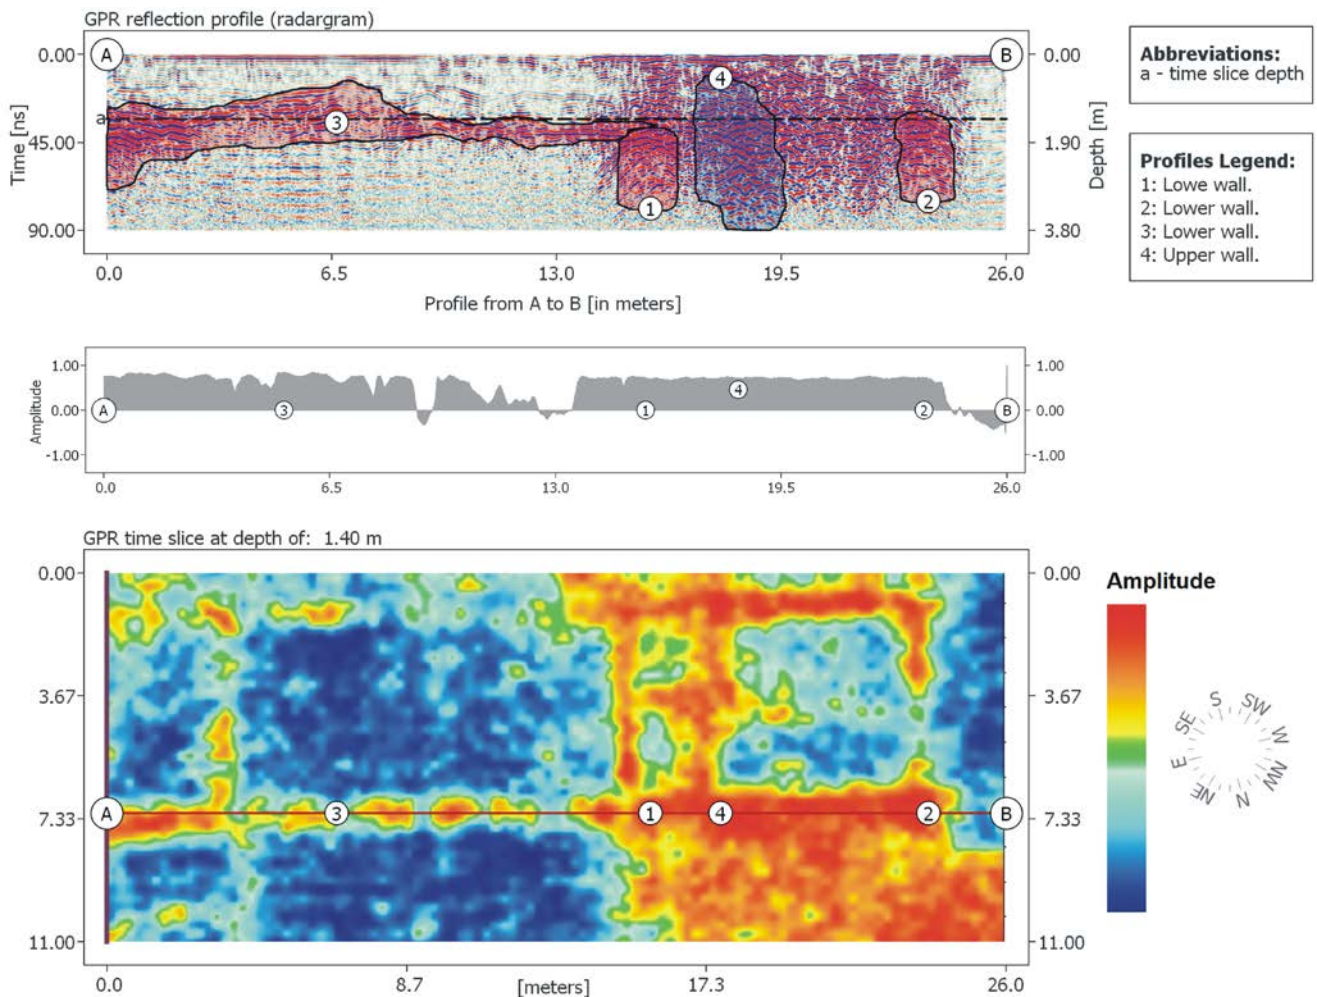 GPR reflection profile (radargram)
A
B
0.00
45.00
90.00
Time [ns]
a
3
4
1
2
0.00
1.90
3.80
Depth [m]
0.0
6.5
13.0
19.5
26.0
Profile from A to B [in meters]
Abbreviations:
a - time slice depth
Profiles Legend:
1: Lowe wall.
2: Lower wall.
3: Lower wall.
4: Upper wall.
1.00
0.00
-1.00
Amplitude
A
3
1
4
2
B
1.00
0.00
-1.00
0.0
6.5
13.0
19.5
26.0
GPR time slice at depth of: 1.40 m
0.00
3.67
7.33
11.00
A
3
1
4
2
B
0.00
3.67
7.33
11.00
0.0
8.7
[meters]
17.3
26.0
Amplitude
S
SW
W
NW
N
NE
E
SE